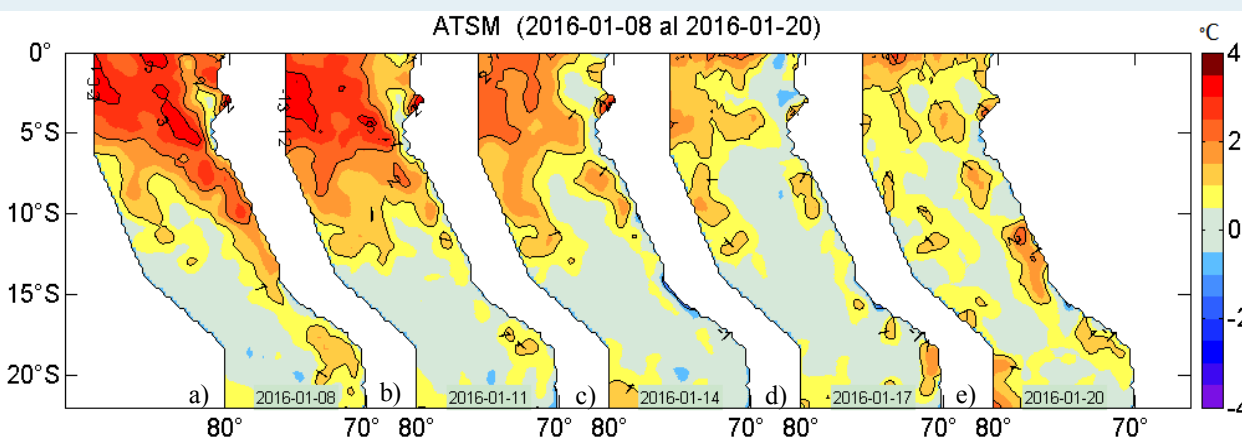 ATSM (2016-01-08 al 2016-01-20)
°C
0°
5°S
10°S
15°S
20°S
4
2
0
-2
-4
a) 2016-01-08
b) 2016-01-11
c) 2016-01-14
d) 2016-01-17
e) 2016-01-20
80° 70° 80° 70° 80° 70° 80° 70° 80° 70°